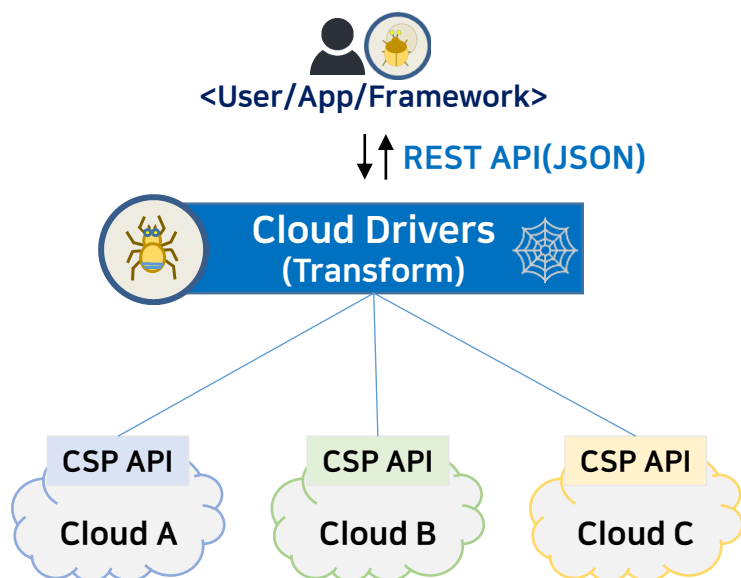 <User/App/Framework>
REST API(JSON)
Cloud Drivers
(Transform)
CSP API
CSP API
CSP API
Cloud A
Cloud B
Cloud C